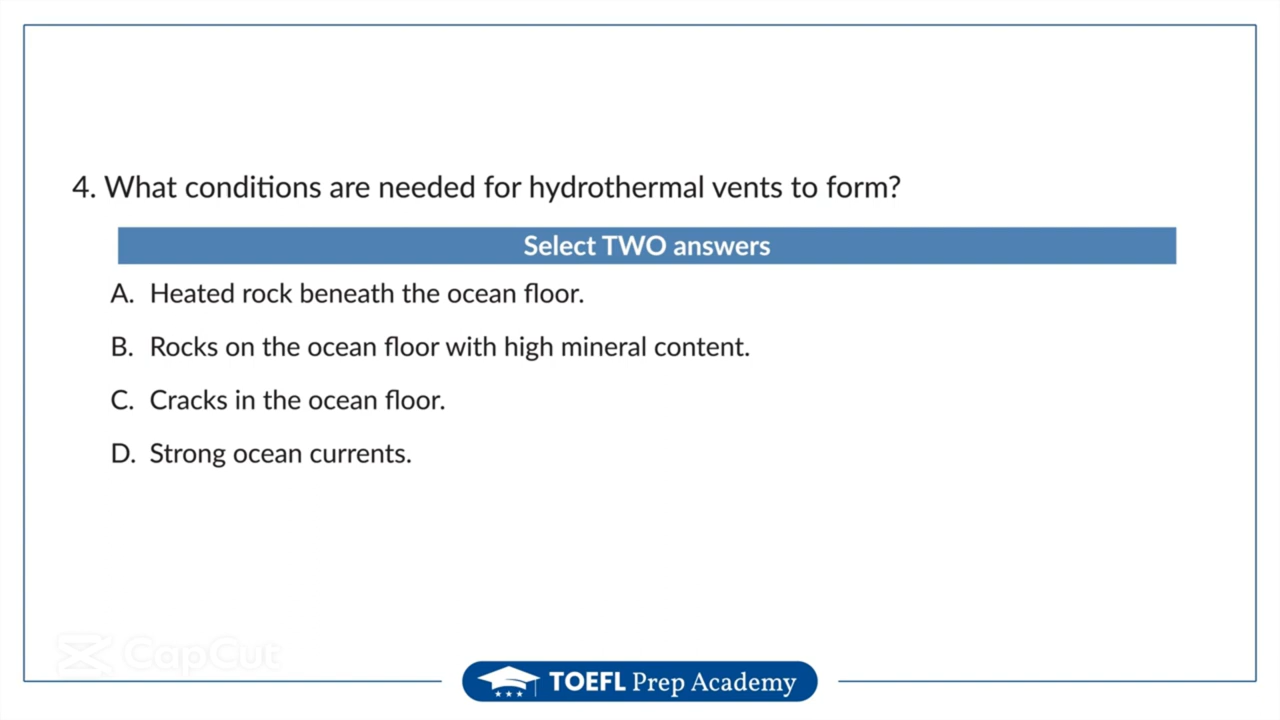 4. What conditions are needed for hydrothermal vents to form?
Select TWO answers
A. Heated rock beneath the ocean floor.
B. Rocks on the ocean floor with high mineral content.
C. Cracks in the ocean floor.
D. Strong ocean currents.
CapCut
TOEFL Prep Academy